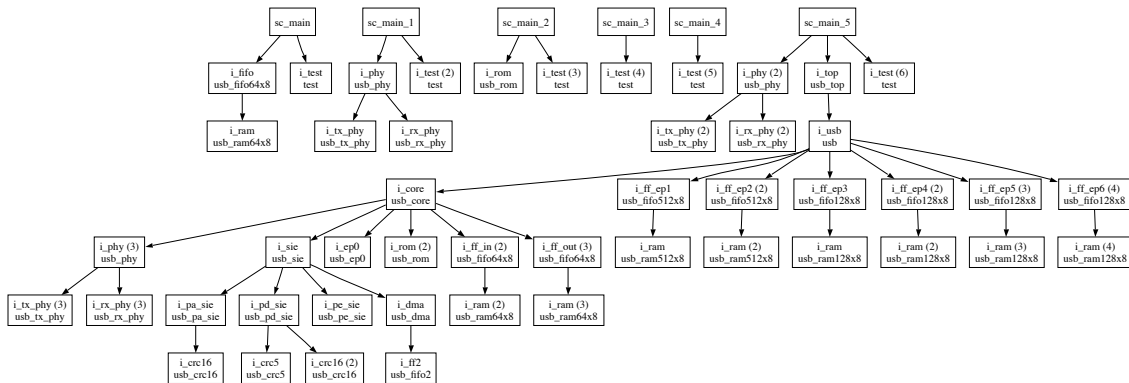 sc_main
sc_main_1
sc_main_2
sc_main_3
sc_main_4
sc_main_5
i_fifo
usb_fifo64x8
i_test
test
i_phy
usb_phy
i_test (2)
test
i_rom
usb_rom
i_test (3)
test
i_test (4)
test
i_test (5)
test
i_phy (2)
usb_phy
i_top
usb_top
i_test (6)
test
i_ram
usb_ram64x8
i_tx_phy
usb_tx_phy
i_rx_phy
usb_rx_phy
i_tx_phy (2)
usb_tx_phy
i_rx_phy (2)
usb_rx_phy
i_usb
usb
i_core
usb_core
i_ff_ep1
usb_fifo512x8
i_ff_ep2 (2)
usb_fifo512x8
i_ff_ep3
usb_fifo128x8
i_ff_ep4 (2)
usb_fifo128x8
i_ff_ep5 (3)
usb_fifo128x8
i_ff_ep6 (4)
usb_fifo128x8
i_phy (3)
usb_phy
i_sie
usb_sie
i_ep0
usb_ep0
i_rom (2)
usb_rom
i_ff_in (2)
usb_fifo64x8
i_ff_out (3)
usb_fifo64x8
i_ram
usb_ram512x8
i_ram (2)
usb_ram512x8
i_ram
usb_ram128x8
i_ram (2)
usb_ram128x8
i_ram (3)
usb_ram128x8
i_ram (4)
usb_ram128x8
i_tx_phy (3)
usb_tx_phy
i_rx_phy (3)
usb_rx_phy
i_pa_sie
usb_pa_sie
i_pd_sie
usb_pd_sie
i_pe_sie
usb_pe_sie
i_dma
usb_dma
i_ram (2)
usb_ram64x8
i_ram (3)
usb_ram64x8
i_crc16
usb_crc16
i_crc5
usb_crc5
i_crc16 (2)
usb_crc16
i_ff2
usb_fifo2